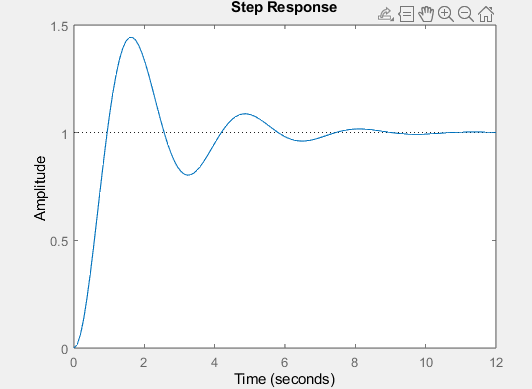 Step Response
1.5
1
0.5
0
Amplitude
0 2 4 6 8 10 12
Time (seconds)